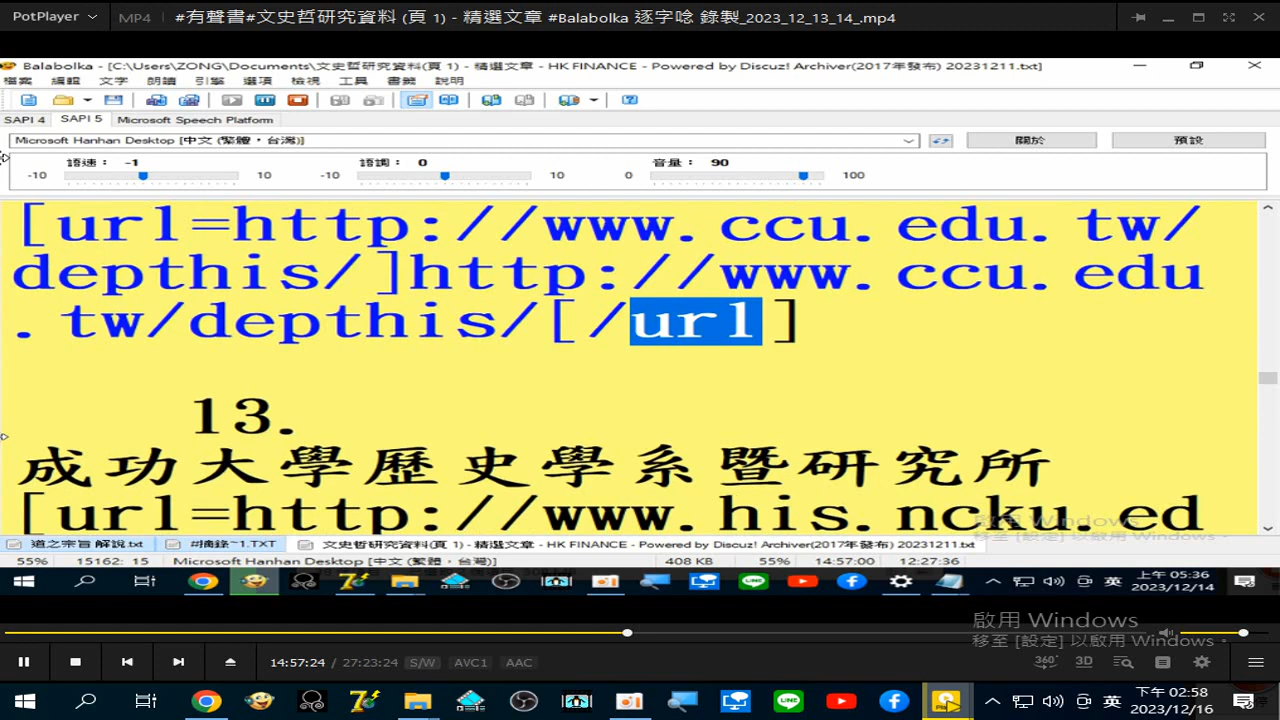 PotPlayer MP4 #有聲書#文史哲研究資料 (頁 1) - 精選文章 #Balabolka 逐字唸 錄製_2023_12_13_14_.mp4
Balabolka - [C:\Users\ZONG\Documents\文史哲研究資料(頁 1) - 精選文章 - HK FINANCE - Powered by Discuz! Archiver(2017年發布) 20231211.txt]
檔案 編輯 文字 朗讀 引擎 選項 檢視 工具 書籤 說明
SAPI 4 SAPI 5 Microsoft Speech Platform
Microsoft Hanhan Desktop [中文 (繁體，台灣)] 關於 預設
語速： -1 語調： 0 音量： 90
-10 10 -10 10 0 100
[url=http://www.ccu.edu.tw/
depthis/]http://www.ccu.edu
.tw/depthis/[/url]
13.
成功大學歷史學系暨研究所
[url=http://www.his.ncku.ed
啟用 Windows
移至 [設定] 以啟用 Windows。
道之宗旨 解說.txt #摘錄~1.TXT 文史哲研究資料(頁 1) - 精選文章 - HK FINANCE - Powered by Discuz! Archiver(2017年發布) 20231211.txt
55% 15162: 15 Microsoft Hanhan Desktop [中文 (繁體，台灣)] 408 KB 55% 14:57:00 12:27:36
英 上午 05:36
2023/12/14
啟用 Windows
移至 [設定] 以啟用 Windows。
14:57:24 / 27:23:24 S/W AVC1 AAC 360° 3D
英 下午 02:58
2023/12/16